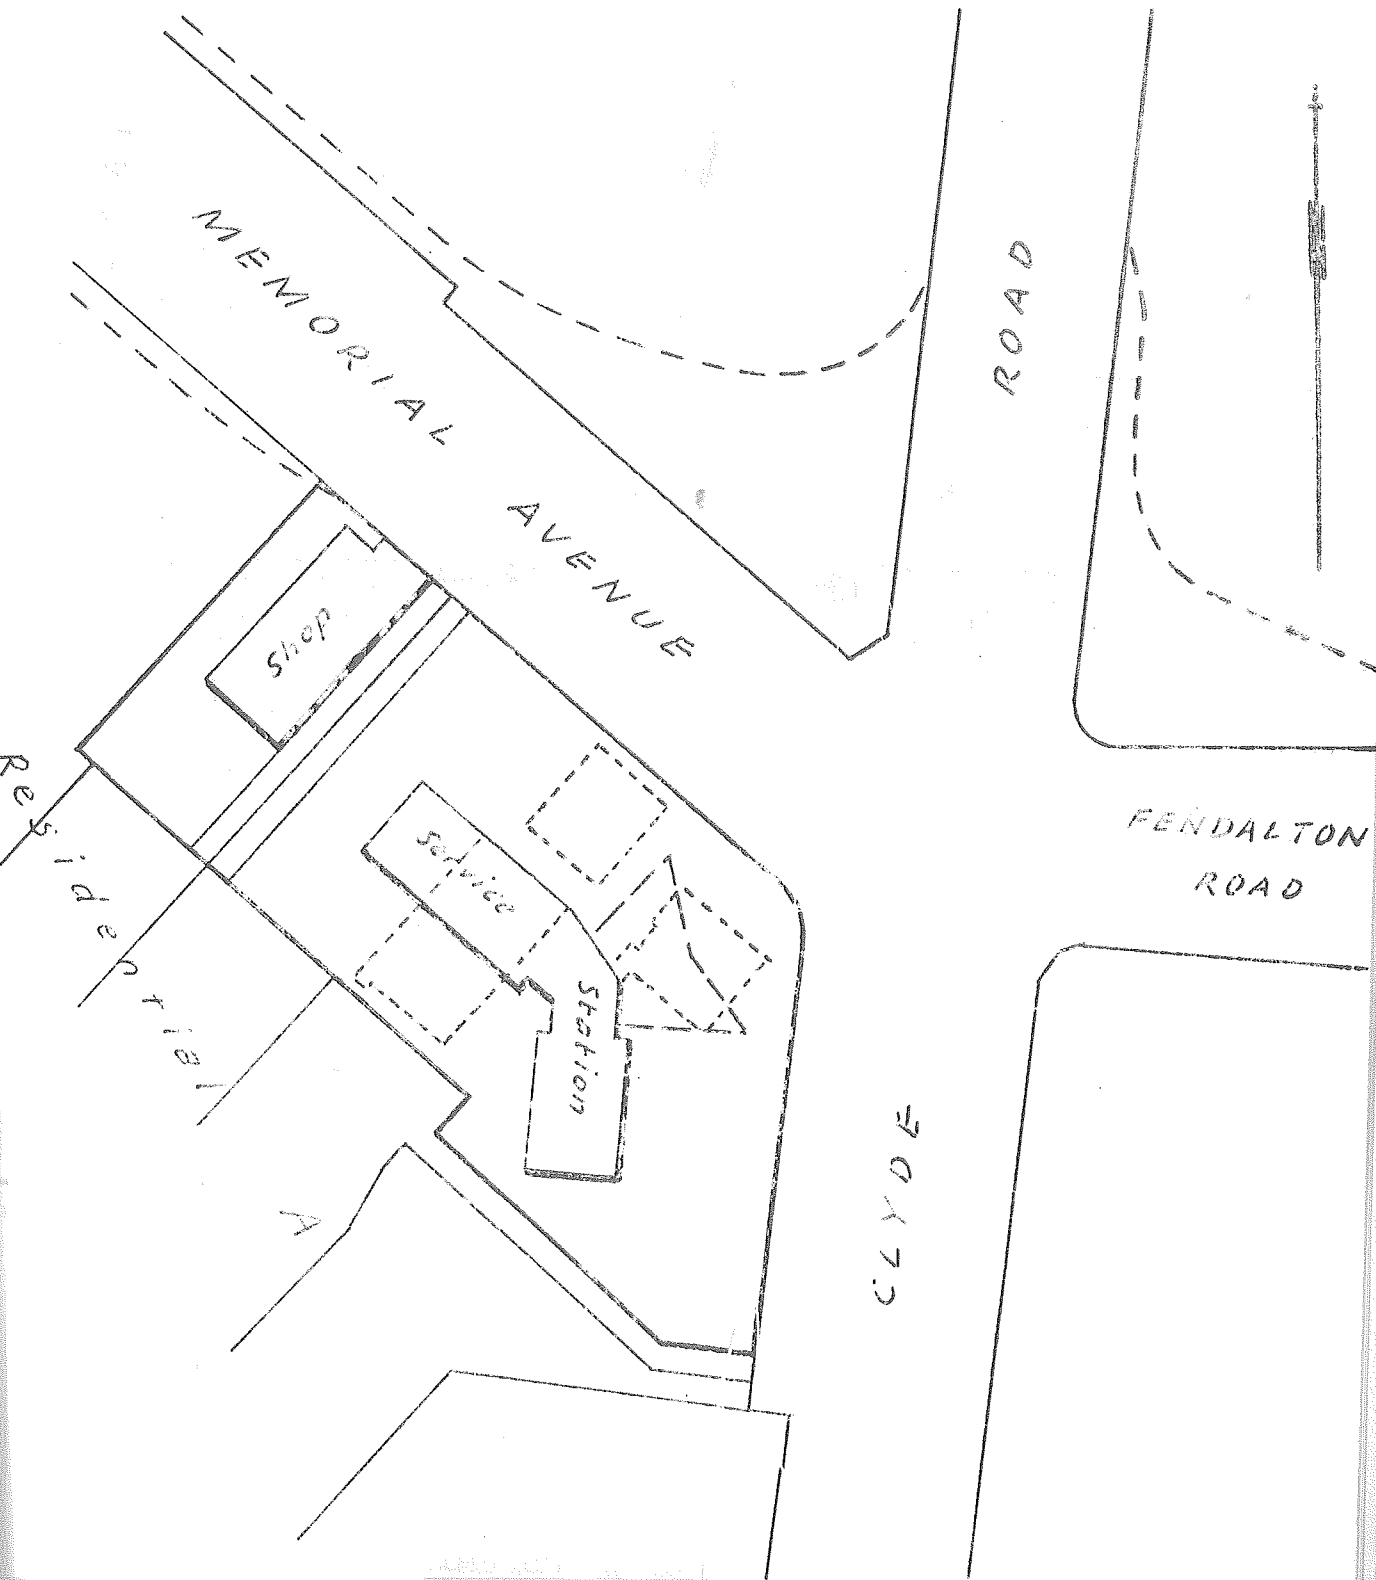 MEMORIAL AVENUE
ROAD
Shop
FENDALTON
ROAD
Service
Station
Residential
A
CLYDE